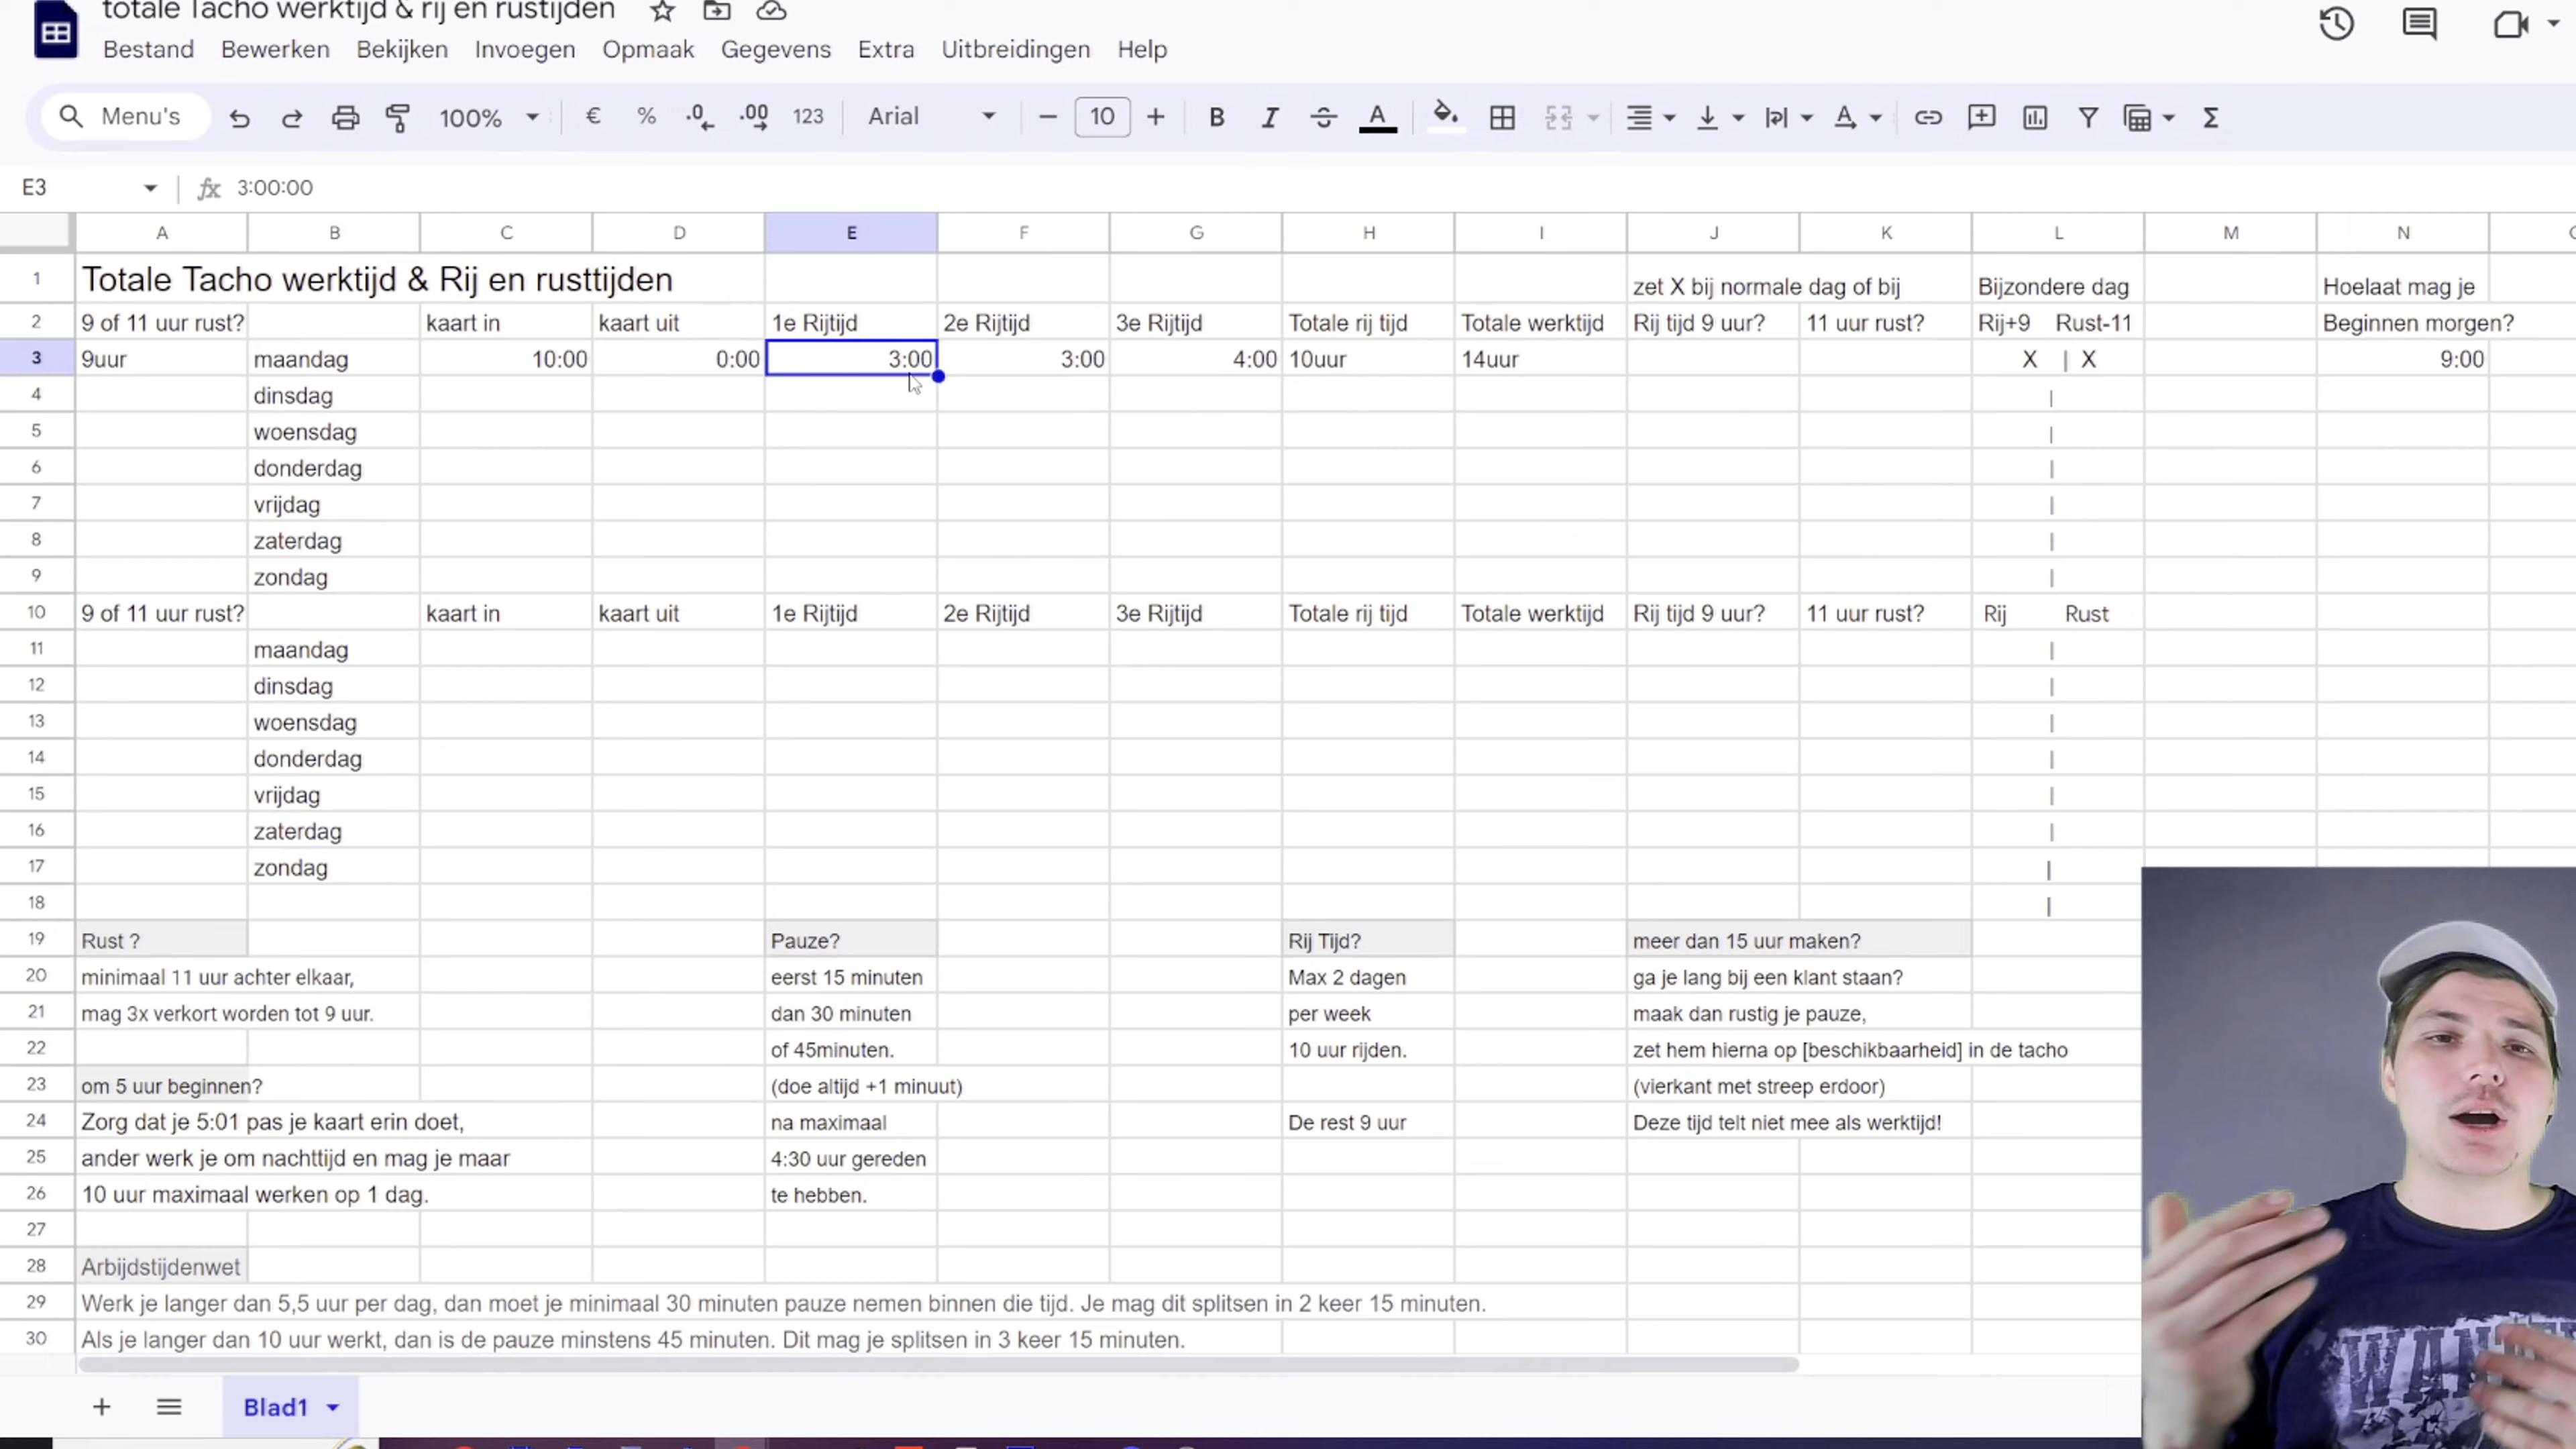 totale Tacho werktijd & rij en rustijden
Bestand Bewerken Bekijken Invoegen Opmaak Gegevens Extra Uitbreidingen Help
Menu's 100% € % .0 .00 123 Arial 10 B I A A Σ
E3 fx 3:00:00
A B C D E F G H I J K L M N
1 Totale Tacho werktijd & Rij en rusttijden zet X bij normale dag of bij Bijzondere dag Hoelaat mag je
2 9 of 11 uur rust? kaart in kaart uit 1e Rijtijd 2e Rijtijd 3e Rijtijd Totale rij tijd Totale werktijd Rij tijd 9 uur? 11 uur rust? Rij+9 Rust-11 Beginnen morgen?
3 9uur maandag 10:00 0:00 3:00 3:00 4:00 10uur 14uur X | X 9:00
4 dinsdag |
5 woensdag |
6 donderdag |
7 vrijdag |
8 zaterdag |
9 zondag |
10 9 of 11 uur rust? kaart in kaart uit 1e Rijtijd 2e Rijtijd 3e Rijtijd Totale rij tijd Totale werktijd Rij tijd 9 uur? 11 uur rust? Rij Rust
11 maandag |
12 dinsdag |
13 woensdag |
14 donderdag |
15 vrijdag |
16 zaterdag |
17 zondag |
18 |
19 Rust ? Pauze? Rij Tijd? meer dan 15 uur maken?
20 minimaal 11 uur achter elkaar, eerst 15 minuten Max 2 dagen ga je lang bij een klant staan?
21 mag 3x verkort worden tot 9 uur. dan 30 minuten per week maak dan rustig je pauze,
22 of 45minuten. 10 uur rijden. zet hem hierna op [beschikbaarheid] in de tacho
23 om 5 uur beginnen? (doe altijd +1 minuut) (vierkant met streep erdoor)
24 Zorg dat je 5:01 pas je kaart erin doet, na maximaal De rest 9 uur Deze tijd telt niet mee als werktijd!
25 ander werk je om nachttijd en mag je maar 4:30 uur gereden
26 10 uur maximaal werken op 1 dag. te hebben.
27
28 Arbijdstijdenwet
29 Werk je langer dan 5,5 uur per dag, dan moet je minimaal 30 minuten pauze nemen binnen die tijd. Je mag dit splitsen in 2 keer 15 minuten.
30 Als je langer dan 10 uur werkt, dan is de pauze minstens 45 minuten. Dit mag je splitsen in 3 keer 15 minuten.
Blad1